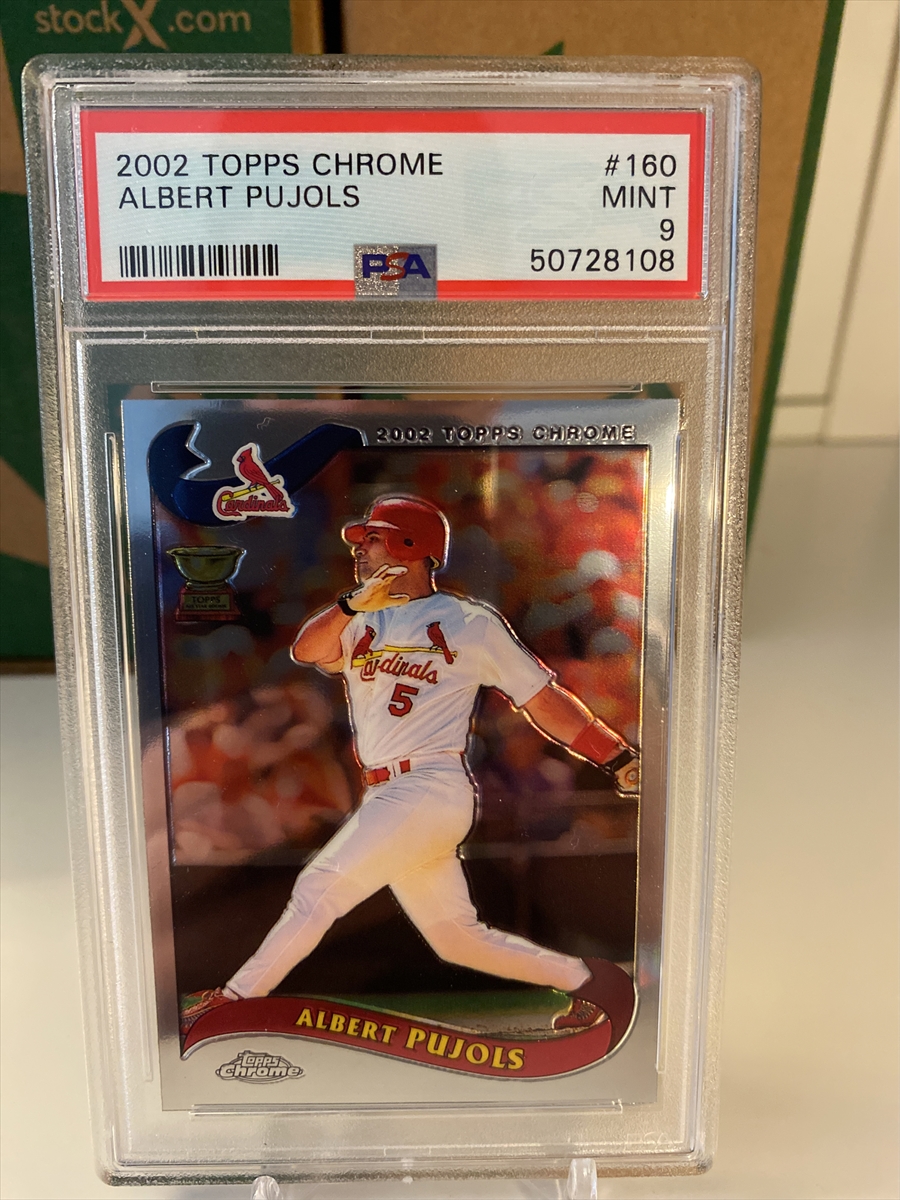 stockX.com
2002 TOPPS CHROME #160
ALBERT PUJOLS MINT
9
PSA 50728108
2002 TOPPS CHROME
Cardinals
TOPPS
Cardinals
5
ALBERT PUJOLS
Topps
Chrome